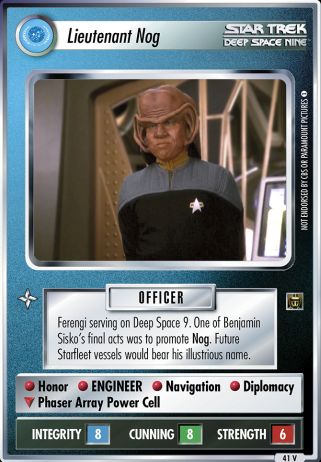 Lieutenant Nog
STAR TREK
DEEP SPACE NINE
NOT ENDORSED BY CBS OR PARAMOUNT PICTURES
OFFICER
Ferengi serving on Deep Space 9. One of Benjamin
Sisko's final acts was to promote Nog. Future
Starfleet vessels would bear his illustrious name.
Honor ENGINEER Navigation Diplomacy
Phaser Array Power Cell
INTEGRITY 8 CUNNING 8 STRENGTH 6
41 V